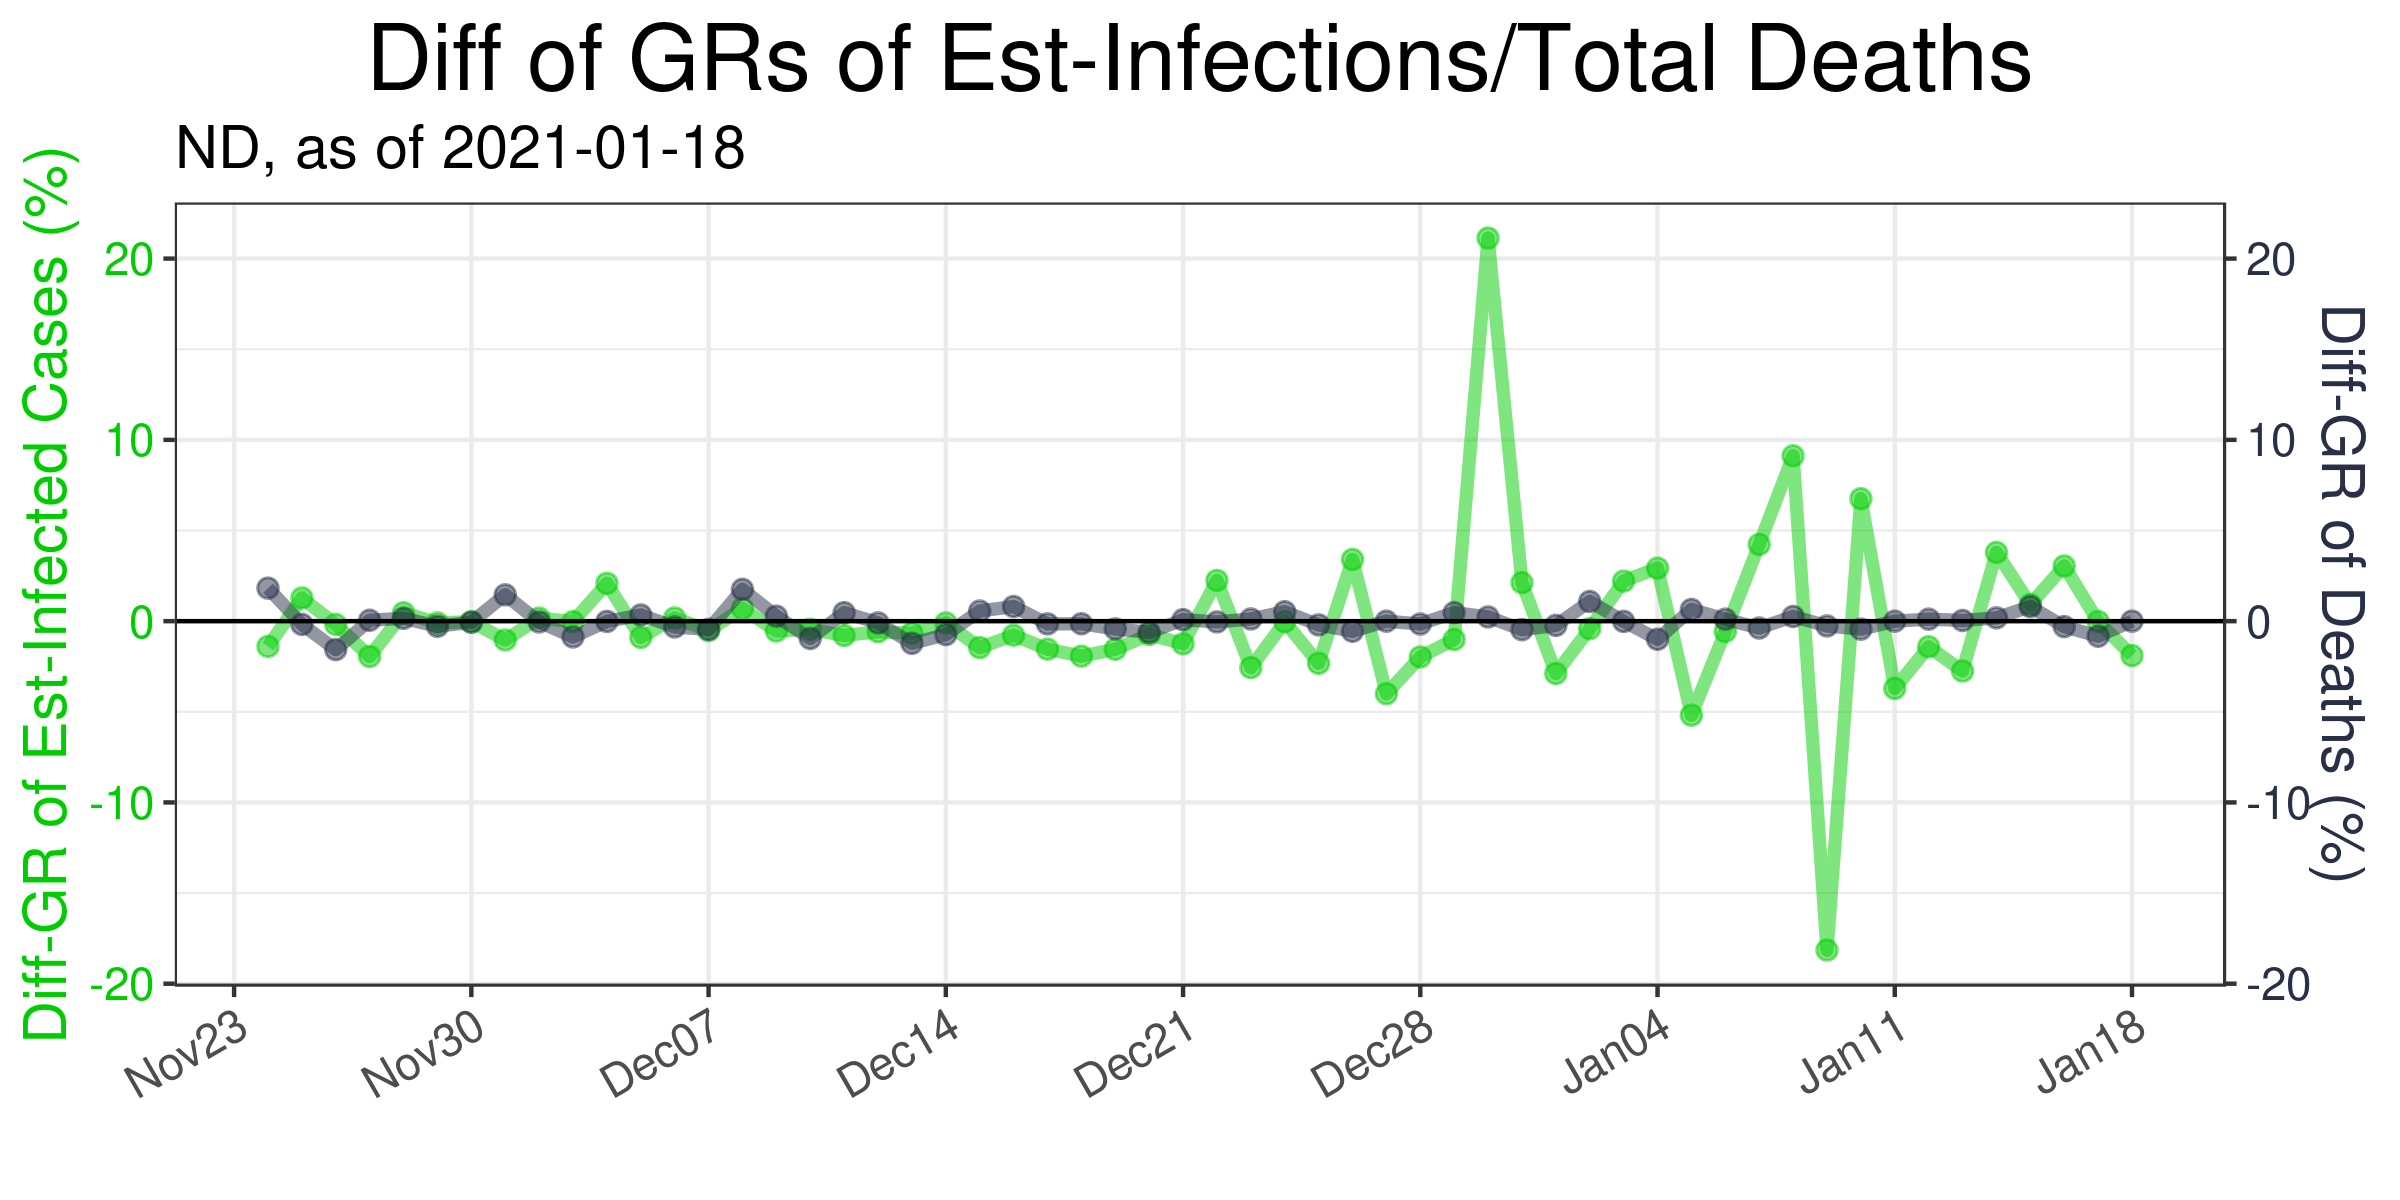 Diff of GRs of Est-Infections/Total Deaths
ND, as of 2021-01-18
Diff-GR of Est-Infected Cases (%)
20
10
0
-10
-20
20
10
0
-10
-20
Diff-GR of Deaths (%)
Nov23
Nov30
Dec07
Dec14
Dec21
Dec28
Jan04
Jan11
Jan18